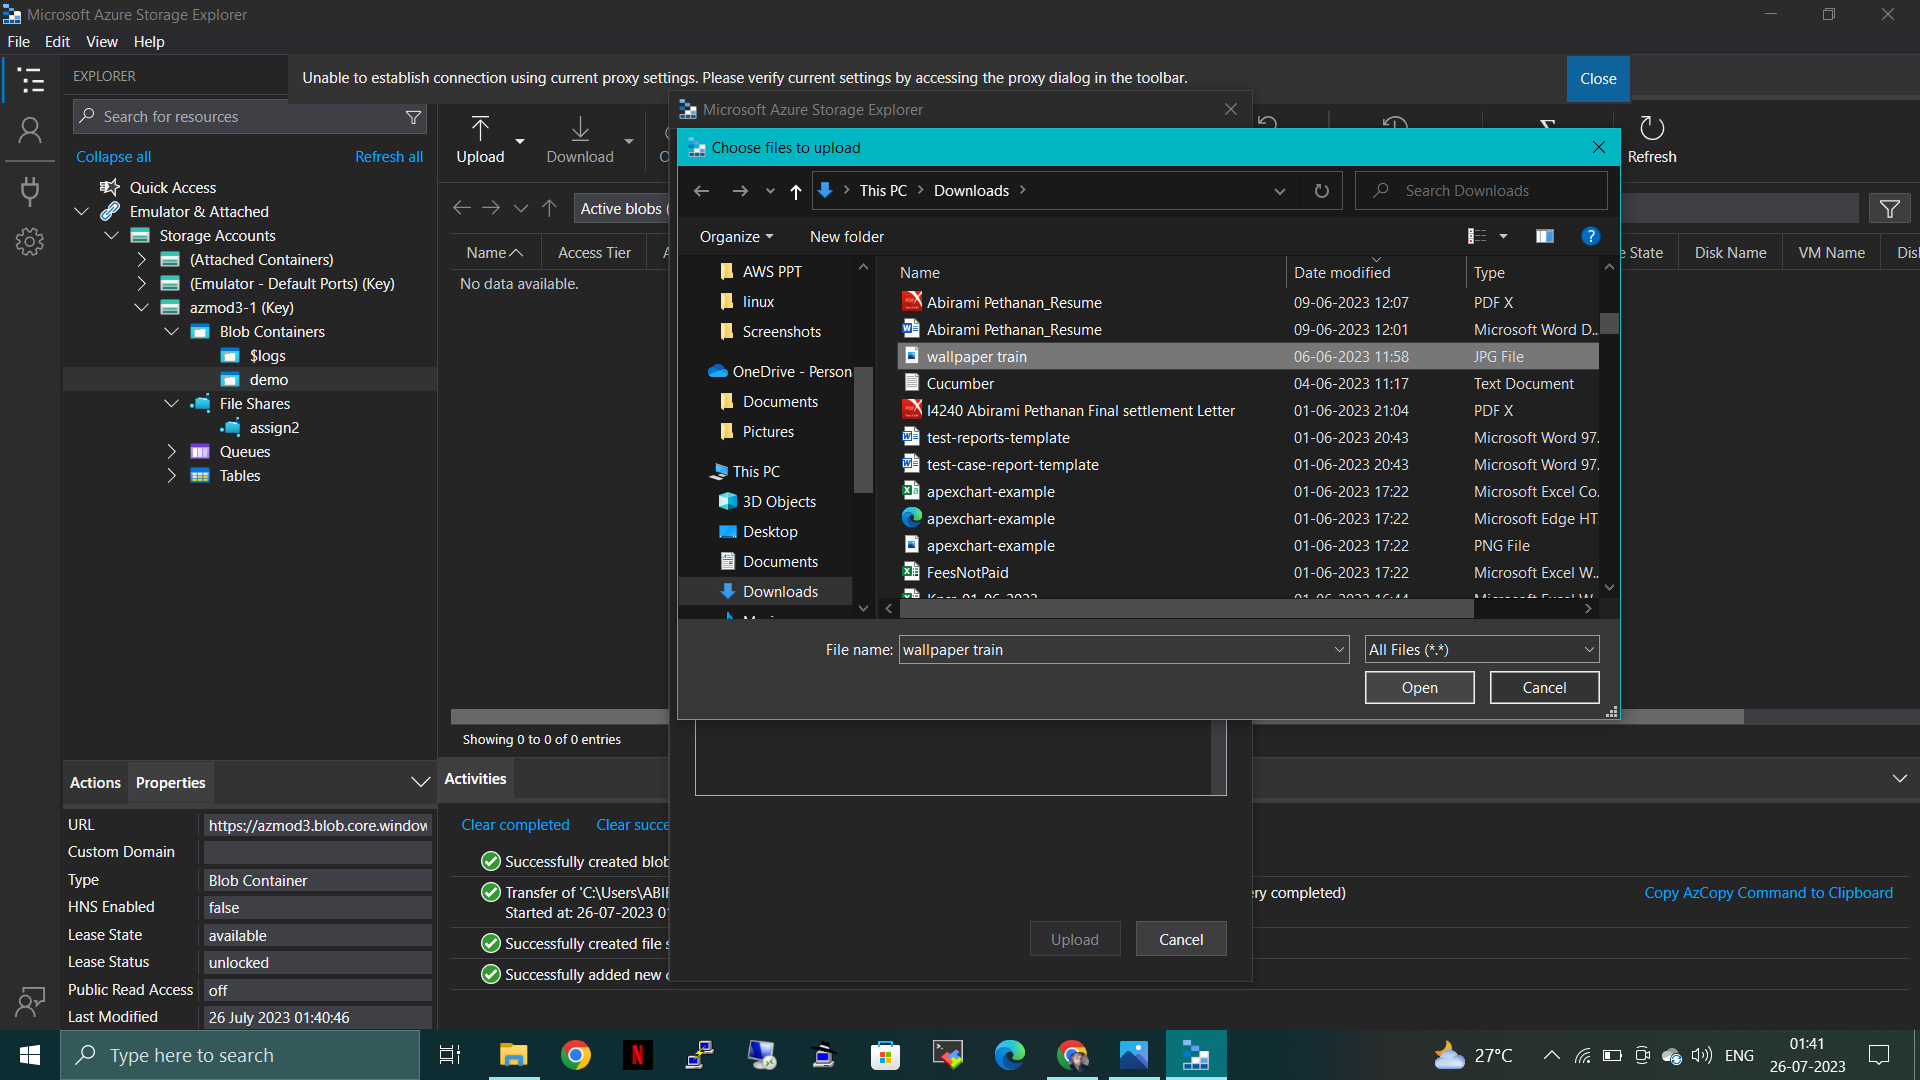 Microsoft Azure Storage Explorer
File Edit View Help
EXPLORER
Unable to establish connection using current proxy settings. Please verify current settings by accessing the proxy dialog in the toolbar.
Close
Search for resources
Collapse all
Refresh all
Quick Access
Emulator & Attached
Storage Accounts
(Attached Containers)
(Emulator - Default Ports) (Key)
azmod3-1 (Key)
Blob Containers
$logs
demo
File Shares
assign2
Queues
Tables
Upload
Download
Refresh
Active blobs (
Name
Access Tier
No data available.
State
Disk Name
VM Name
Showing 0 to 0 of 0 entries
Microsoft Azure Storage Explorer
Choose files to upload
This PC
Downloads
Search Downloads
Organize
New folder
AWS PPT
linux
Screenshots
OneDrive - Person
Documents
Pictures
This PC
3D Objects
Desktop
Documents
Downloads
Name Date modified Type
Abirami Pethanan_Resume 09-06-2023 12:07 PDF X
Abirami Pethanan_Resume 09-06-2023 12:01 Microsoft Word D...
wallpaper train 06-06-2023 11:58 JPG File
Cucumber 04-06-2023 11:17 Text Document
I4240 Abirami Pethanan Final settlement Letter 01-06-2023 21:04 PDF X
test-reports-template 01-06-2023 20:43 Microsoft Word 97.
test-case-report-template 01-06-2023 20:43 Microsoft Word 97.
apexchart-example 01-06-2023 17:22 Microsoft Excel Co.
apexchart-example 01-06-2023 17:22 Microsoft Edge HT
apexchart-example 01-06-2023 17:22 PNG File
FeesNotPaid 01-06-2023 17:22 Microsoft Excel W..
File name: wallpaper train
All Files (*.*)
Open
Cancel
Upload
Cancel
Actions
Properties
URL https://azmod3.blob.core.window
Custom Domain
Type Blob Container
HNS Enabled false
Lease State available
Lease Status unlocked
Public Read Access off
Last Modified 26 July 2023 01:40:46
Activities
Clear completed
Clear succe
Successfully created blob
Transfer of 'C:\Users\ABI
ry completed)
Copy AzCopy Command to Clipboard
Started at: 26-07-2023
Successfully created file
Successfully added new
Type here to search
27°C
ENG
01:41
26-07-2023